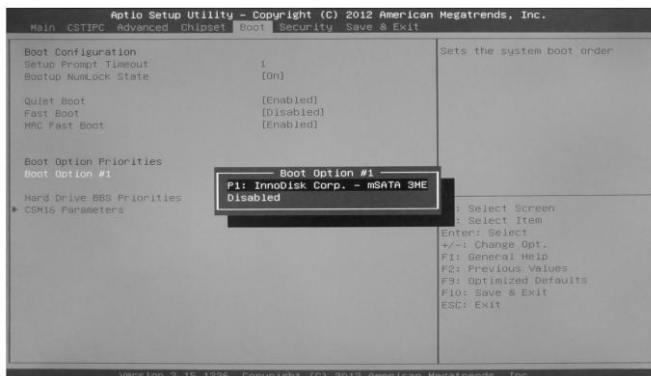 Aptio Setup Utility – Copyright (C) 2012 American Megatrends, Inc.
Main CSTIPC Advanced Chipset Boot Security Save & Exit
Boot Configuration
Setup Prompt Timeout 1
Bootup NumLock State [On]
Quiet Boot [Enabled]
Fast Boot [Disabled]
MRC Fast Boot [Enabled]
Boot Option Priorities
Boot Option #1
Hard Drive BBS Priorities
CSM16 Parameters
Boot Option #1
P1: InnoDisk Corp. - mSATA 3ME
Disabled
Sets the system boot order
: Select Screen
: Select Item
Enter: Select
+/-: Change Opt.
F1: General Help
F2: Previous Values
F9: Optimized Defaults
F10: Save & Exit
ESC: Exit
Version 2.15.1236. Copyright (C) 2012 American Megatrends, Inc.